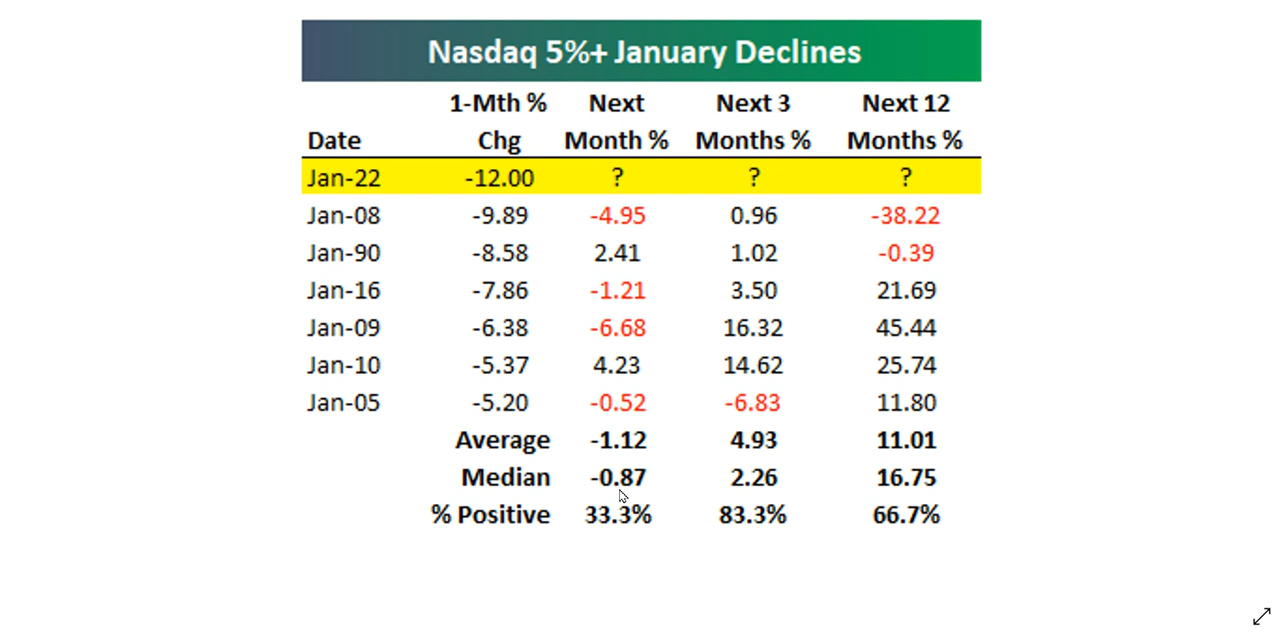 Nasdaq 5%+ January Declines
1-Mth % Next Next 3 Next 12
Date Chg Month % Months % Months %
Jan-22 -12.00 ? ? ?
Jan-08 -9.89 -4.95 0.96 -38.22
Jan-90 -8.58 2.41 1.02 -0.39
Jan-16 -7.86 -1.21 3.50 21.69
Jan-09 -6.38 -6.68 16.32 45.44
Jan-10 -5.37 4.23 14.62 25.74
Jan-05 -5.20 -0.52 -6.83 11.80
Average -1.12 4.93 11.01
Median -0.87 2.26 16.75
% Positive 33.3% 83.3% 66.7%